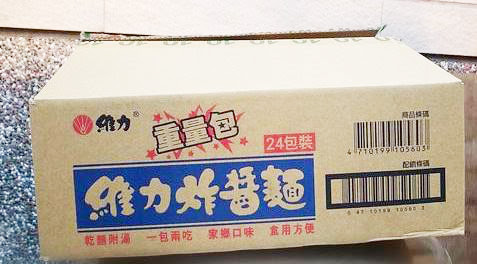 維力®
重量包
24包裝
維力炸醬麵
乾麵附湯 一包兩吃 家鄉口味 食用方便
商品條碼
4 710199 105603
配銷條碼